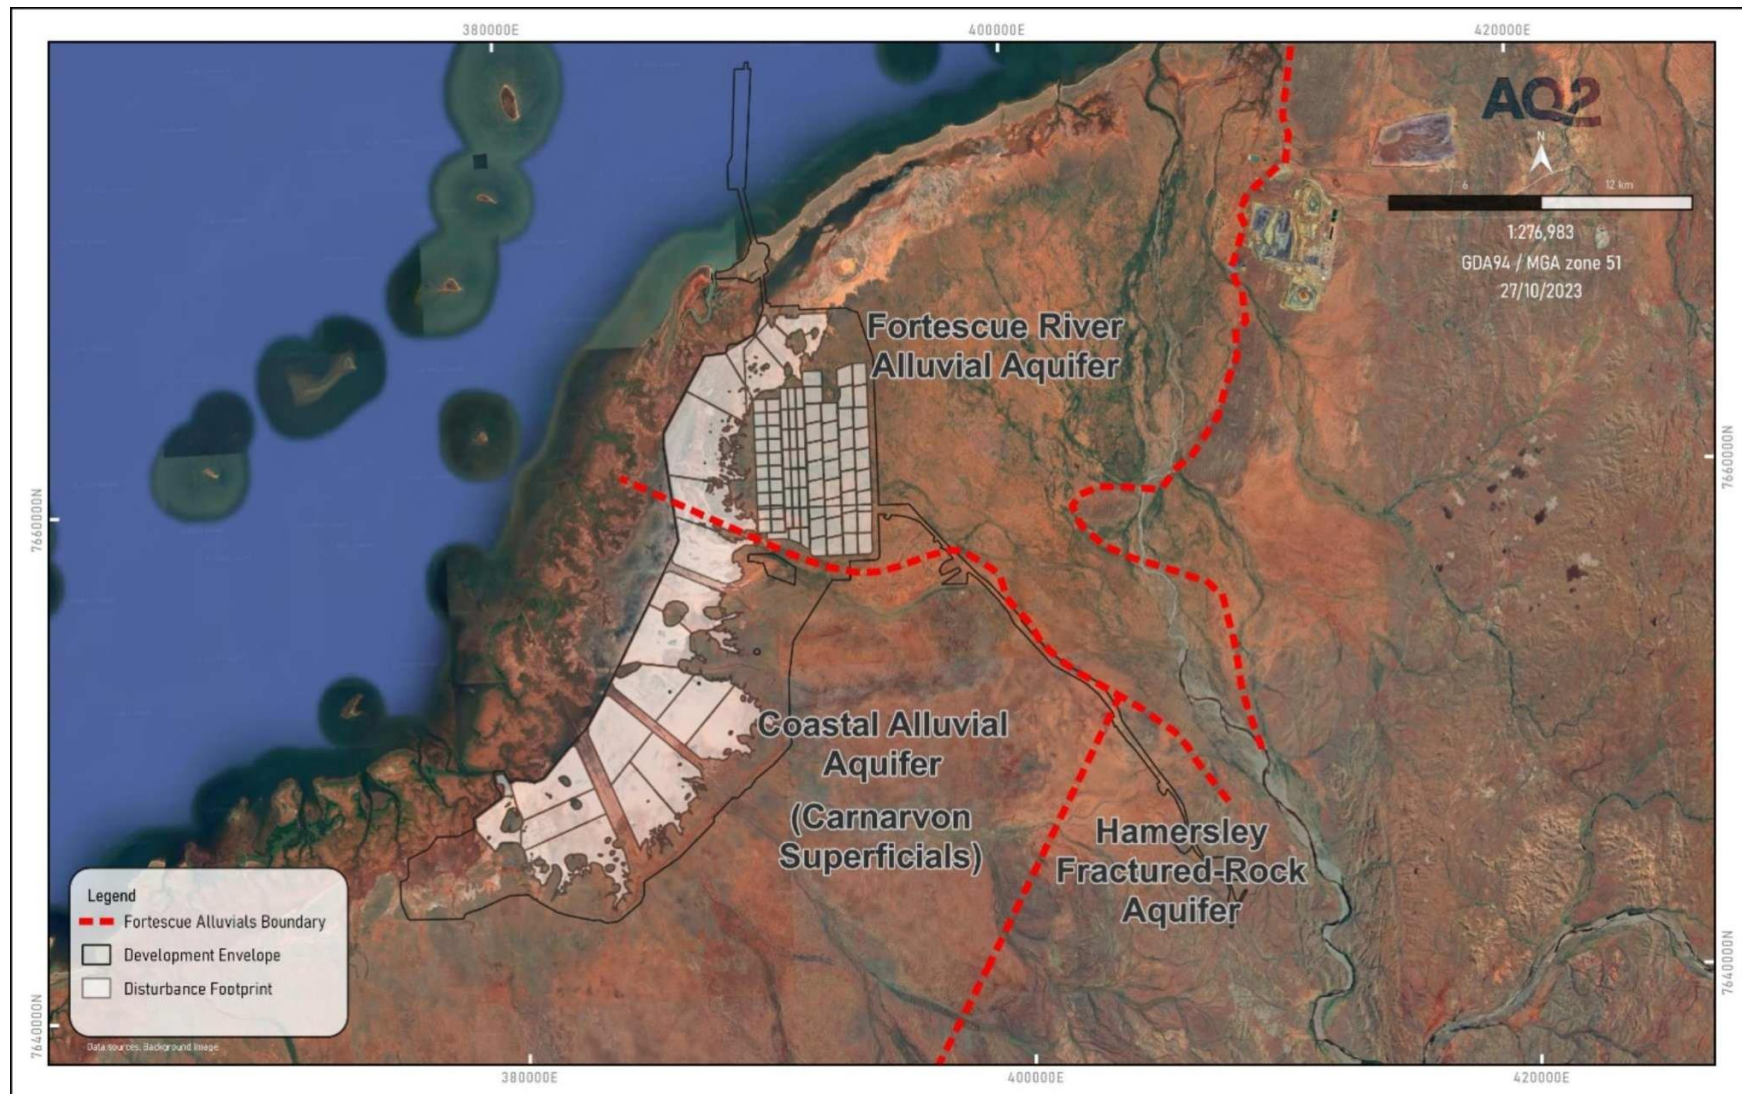 380000E
400000E
420000E
AQ2
N
6
12 km
1:276,983
GDA94 / MGA zone 51
27/10/2023
Fortescue River
Alluvial Aquifer
7660000N
7660000N
Coastal Alluvial
Aquifer
(Carnarvon
Superficials)
Hamersley
Fractured-Rock
Aquifer
Legend
Fortescue Alluvials Boundary
Development Envelope
Disturbance Footprint
7640000N
7640000N
Data sources: Background Image
380000E
400000E
420000E